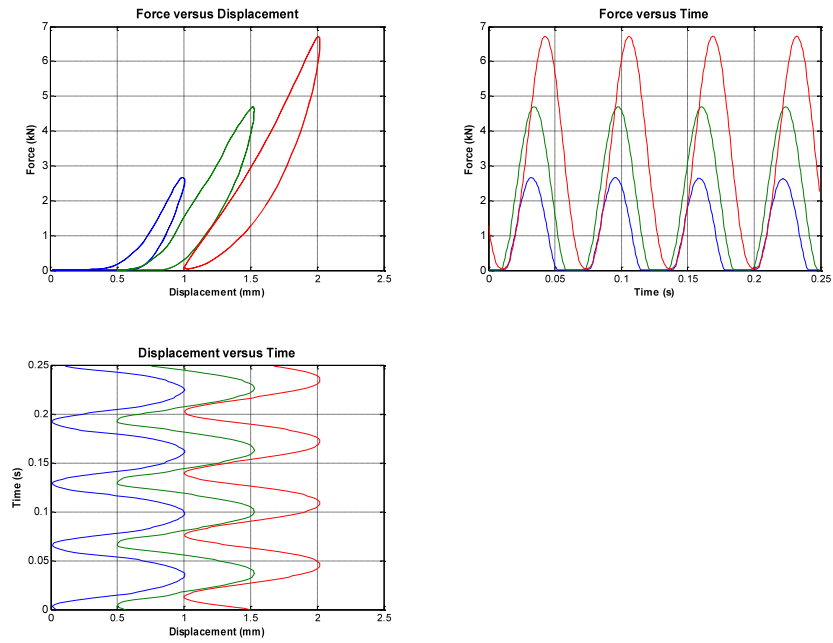 Force versus Displacement
7
6
5
4
3
2
1
0
Force (kN)
0 0.5 1 1.5 2 2.5
Displacement (mm)
Force versus Time
7
6
5
4
3
2
1
0
Force (kN)
0 0.05 0.1 0.15 0.2 0.25
Time (s)
Displacement versus Time
0.25
0.2
0.15
0.1
0.05
0
Time (s)
0 0.5 1 1.5 2 2.5
Displacement (mm)